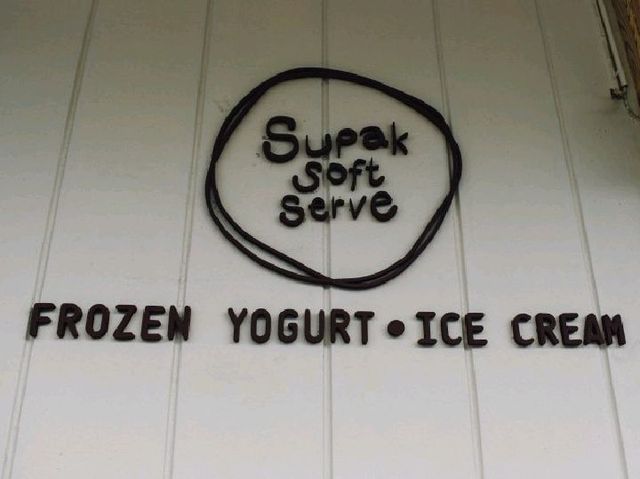 Supak
Soft
Serve
FROZEN YOGURT • ICE CREAM